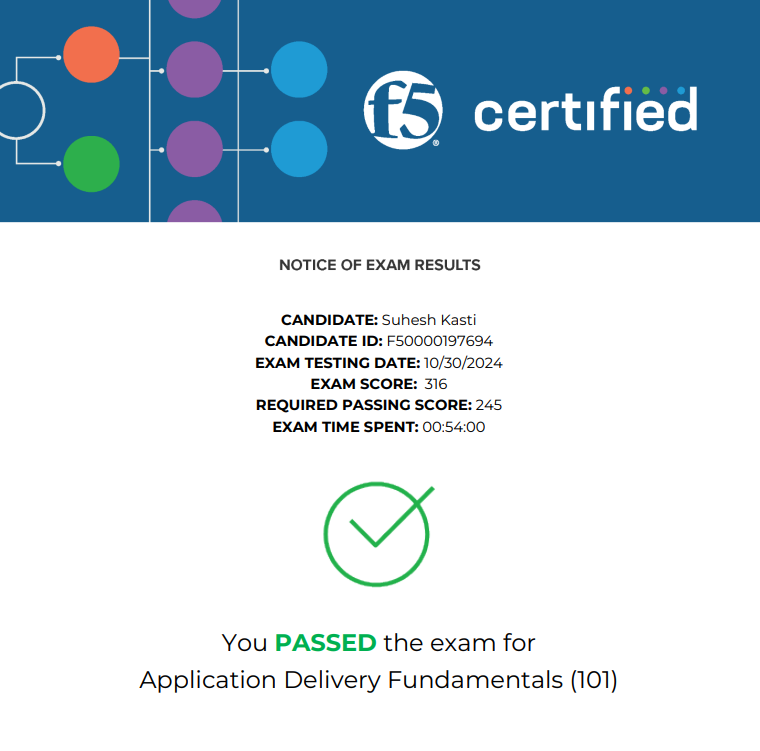 f5
®
certified
NOTICE OF EXAM RESULTS
CANDIDATE: Suhesh Kasti
CANDIDATE ID: F50000197694
EXAM TESTING DATE: 10/30/2024
EXAM SCORE: 316
REQUIRED PASSING SCORE: 245
EXAM TIME SPENT: 00:54:00
You PASSED the exam for
Application Delivery Fundamentals (101)